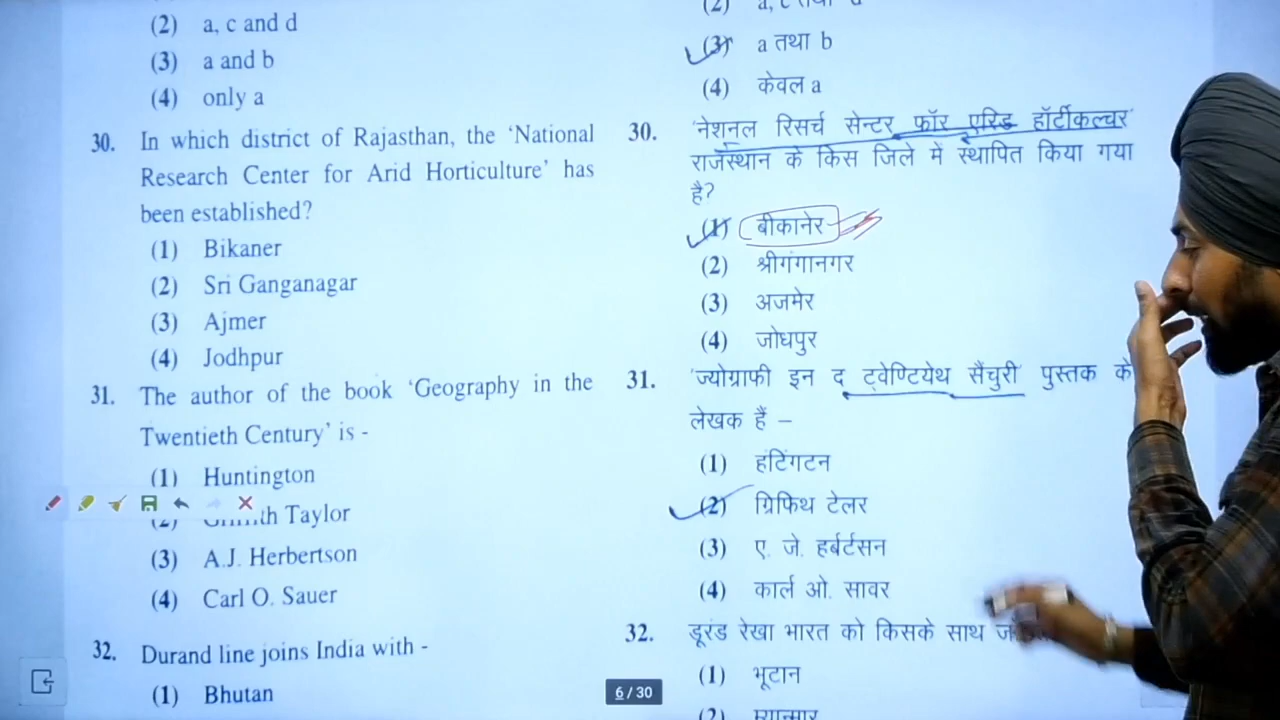 (2) a, c and d
(3) a and b
(4) only a
30. In which district of Rajasthan, the 'National
Research Center for Arid Horticulture' has
been established?
(1) Bikaner
(2) Sri Ganganagar
(3) Ajmer
(4) Jodhpur
31. The author of the book 'Geography in the
Twentieth Century' is -
(1) Huntington
(2) Taylor
(3) A.J. Herbertson
(4) Carl O. Sauer
32. Durand line joins India with -
(1) Bhutan
(2)
(3) a तथा b
(4) केवल a
30. 'नेशनल रिसर्च सेन्टर फॉर एरिड हॉर्टीकल्चर'
राजस्थान के किस जिले में स्थापित किया गया
है?
(1) बीकानेर
(2) श्रीगंगानगर
(3) अजमेर
(4) जोधपुर
31. 'ज्योग्राफी इन द ट्वेण्टियेथ सैंचुरी' पुस्तक के
लेखक हैं –
(1) हंटिंगटन
(2) ग्रिफिथ टेलर
(3) ए. जे. हर्बर्टसन
(4) कार्ल ओ. सावर
32. डूरंड रेखा भारत को किसके साथ
(1) भूटान
(2) म्यान्मार
6 / 30